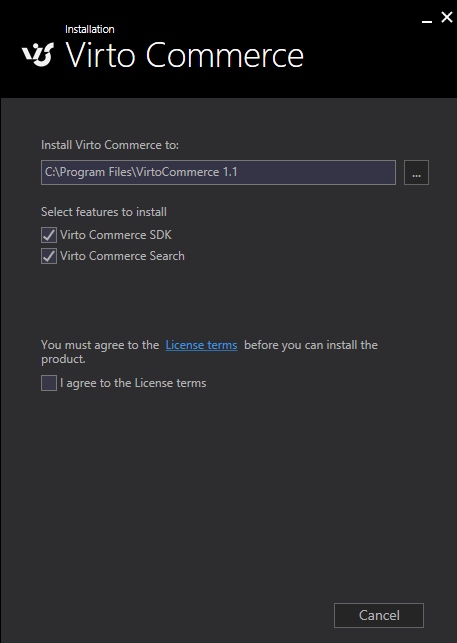 Installation
Virto Commerce
Install Virto Commerce to:
C:\Program Files\VirtoCommerce 1.1
...
Select features to install
Virto Commerce SDK
Virto Commerce Search
You must agree to the License terms before you can install the
product.
I agree to the License terms
Cancel